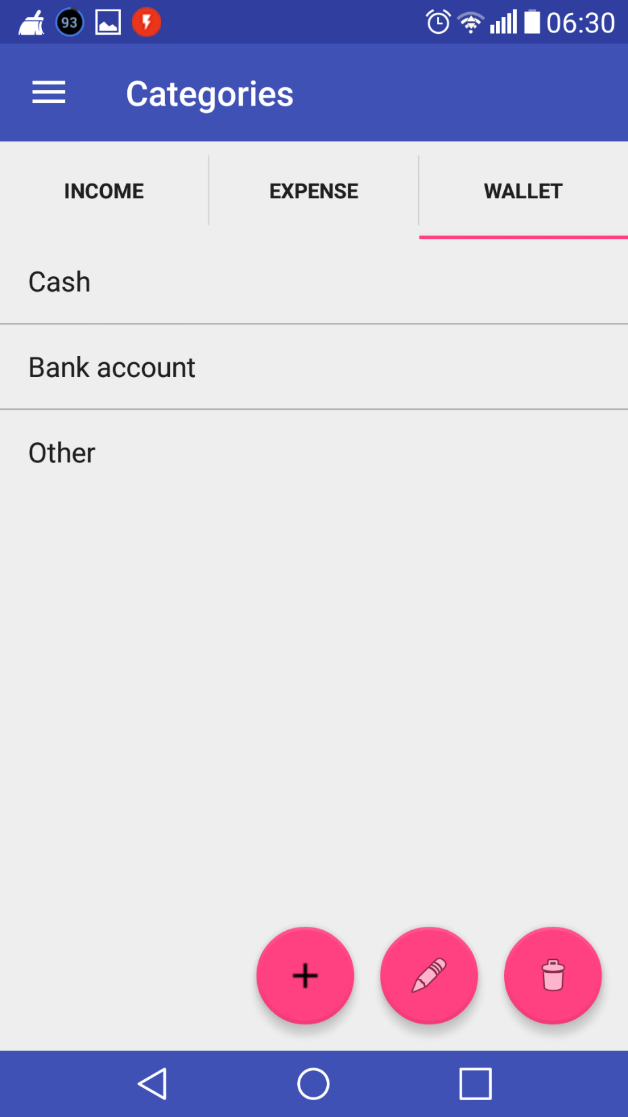 93
06:30
Categories
INCOME
EXPENSE
WALLET
Cash
Bank account
Other